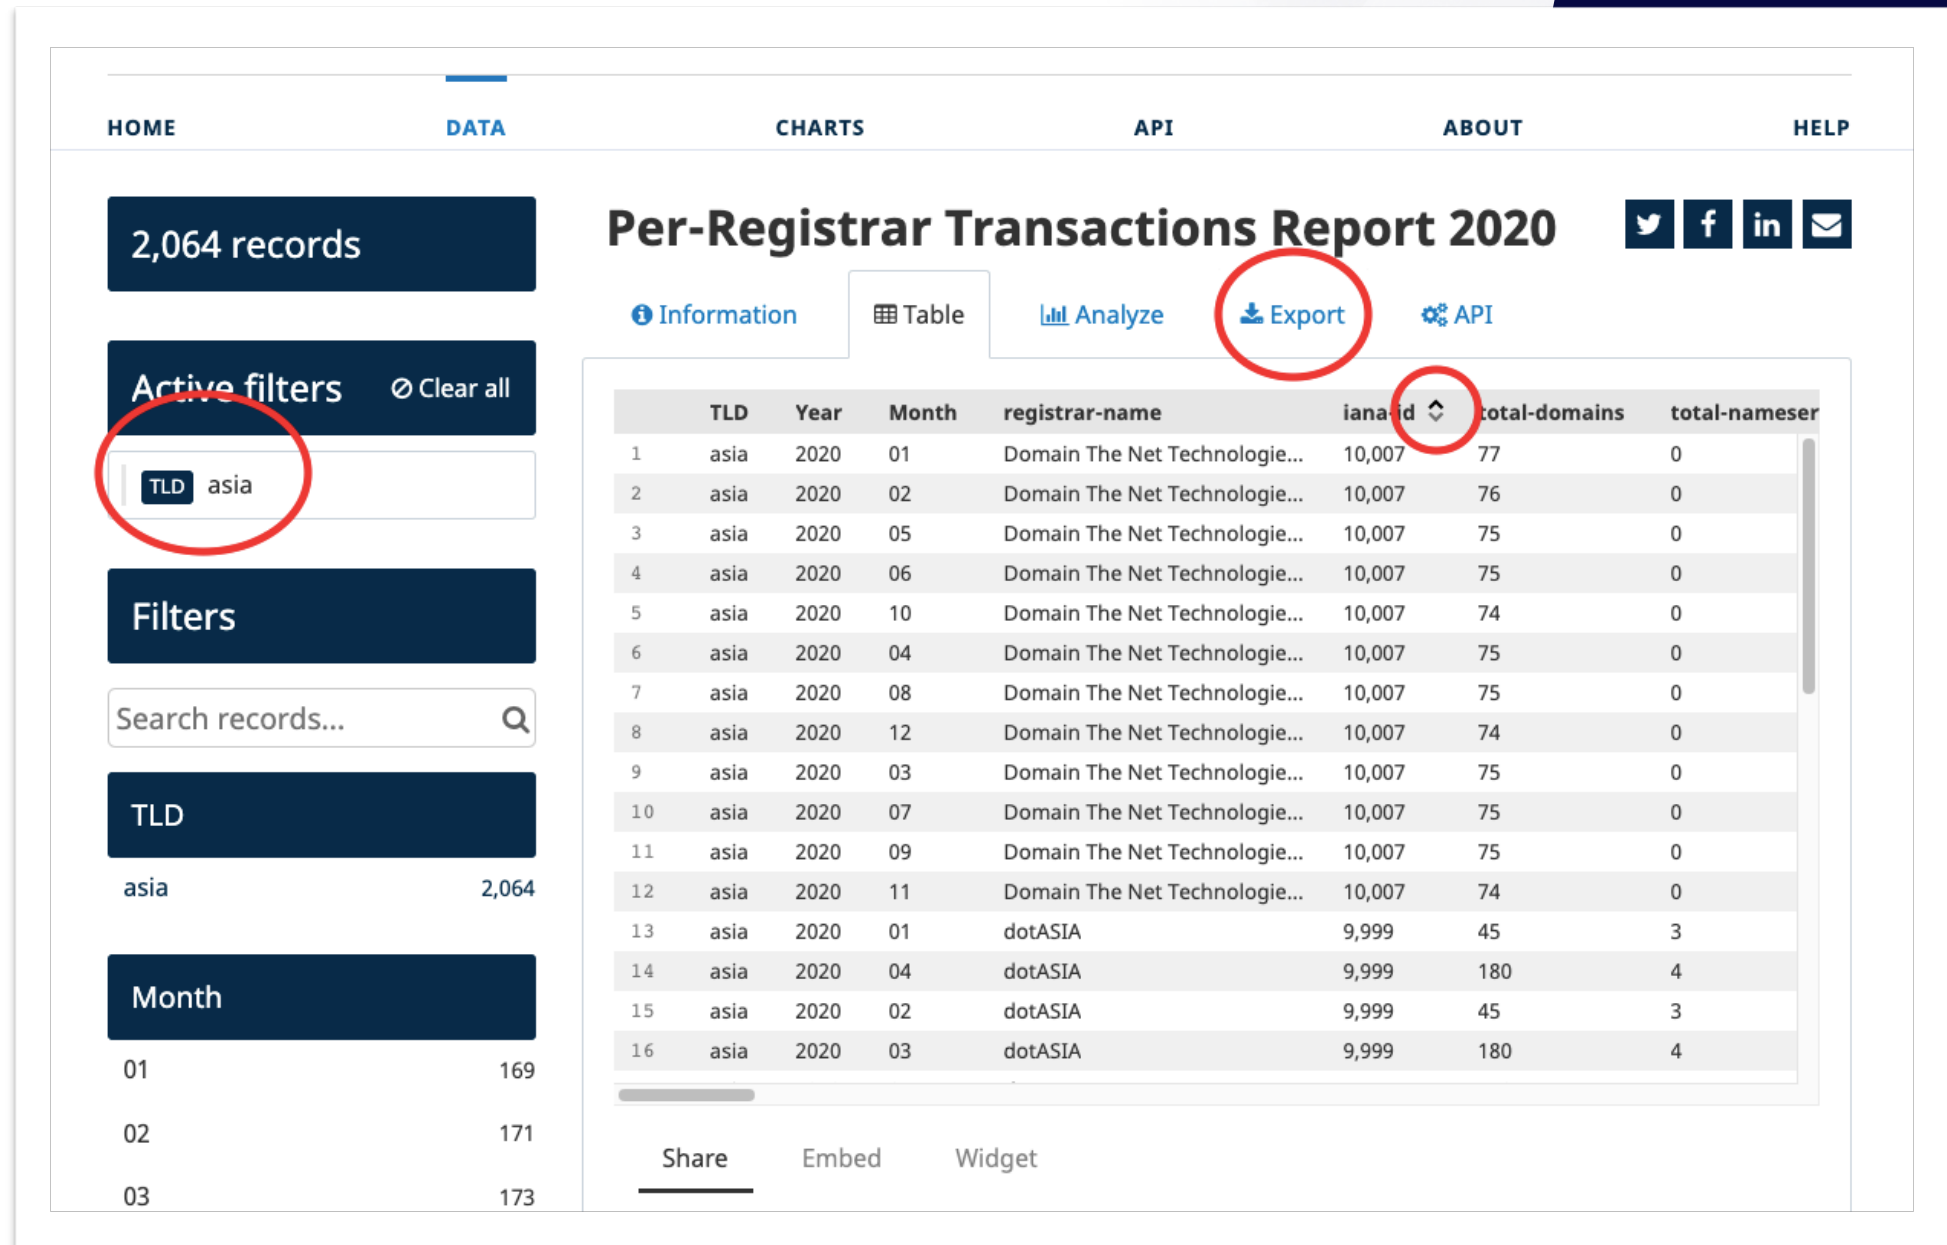 HOME DATA CHARTS API ABOUT HELP
2,064 records
Active filters Clear all
TLD asia
Filters
Search records...
TLD
asia 2,064
Month
01 169
02 171
03 173
Per-Registrar Transactions Report 2020
Information Table Analyze Export API
TLD Year Month registrar-name iana-id total-domains total-nameser
1 asia 2020 01 Domain The Net Technologie... 10,007 77 0
2 asia 2020 02 Domain The Net Technologie... 10,007 76 0
3 asia 2020 05 Domain The Net Technologie... 10,007 75 0
4 asia 2020 06 Domain The Net Technologie... 10,007 75 0
5 asia 2020 10 Domain The Net Technologie... 10,007 74 0
6 asia 2020 04 Domain The Net Technologie... 10,007 75 0
7 asia 2020 08 Domain The Net Technologie... 10,007 75 0
8 asia 2020 12 Domain The Net Technologie... 10,007 74 0
9 asia 2020 03 Domain The Net Technologie... 10,007 75 0
10 asia 2020 07 Domain The Net Technologie... 10,007 75 0
11 asia 2020 09 Domain The Net Technologie... 10,007 75 0
12 asia 2020 11 Domain The Net Technologie... 10,007 74 0
13 asia 2020 01 dotASIA 9,999 45 3
14 asia 2020 04 dotASIA 9,999 180 4
15 asia 2020 02 dotASIA 9,999 45 3
16 asia 2020 03 dotASIA 9,999 180 4
Share Embed Widget